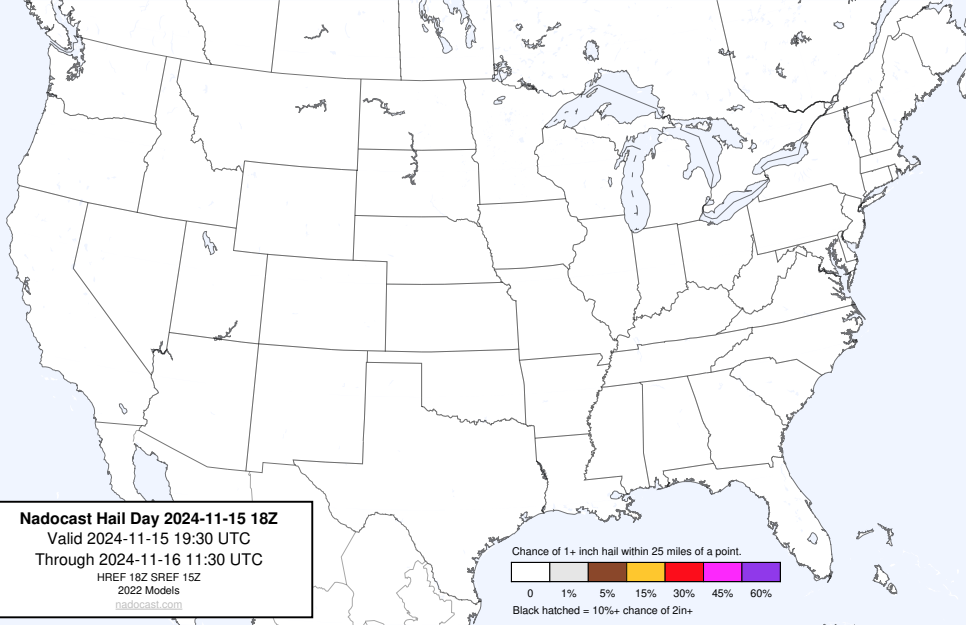 Nadocast Hail Day 2024-11-15 18Z
Valid 2024-11-15 19:30 UTC
Through 2024-11-16 11:30 UTC
HREF 18Z SREF 15Z
2022 Models
nadocast.com
Chance of 1+ inch hail within 25 miles of a point.
0 1% 5% 15% 30% 45% 60%
Black hatched = 10%+ chance of 2in+